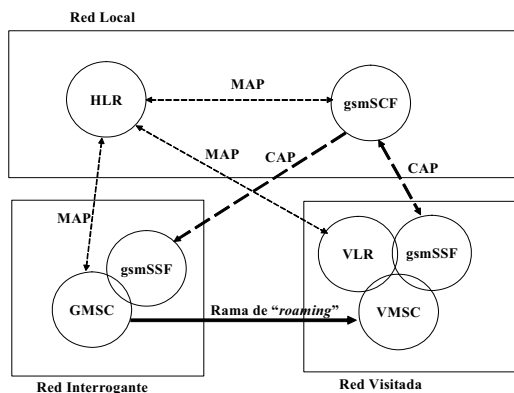 Red Local
MAP
HLR
gsmSCF
MAP
CAP
CAP
MAP
gsmSSF
VLR
gsmSSF
GMSC
Rama de “roaming”
VMSC
Red Interrogante
Red Visitada